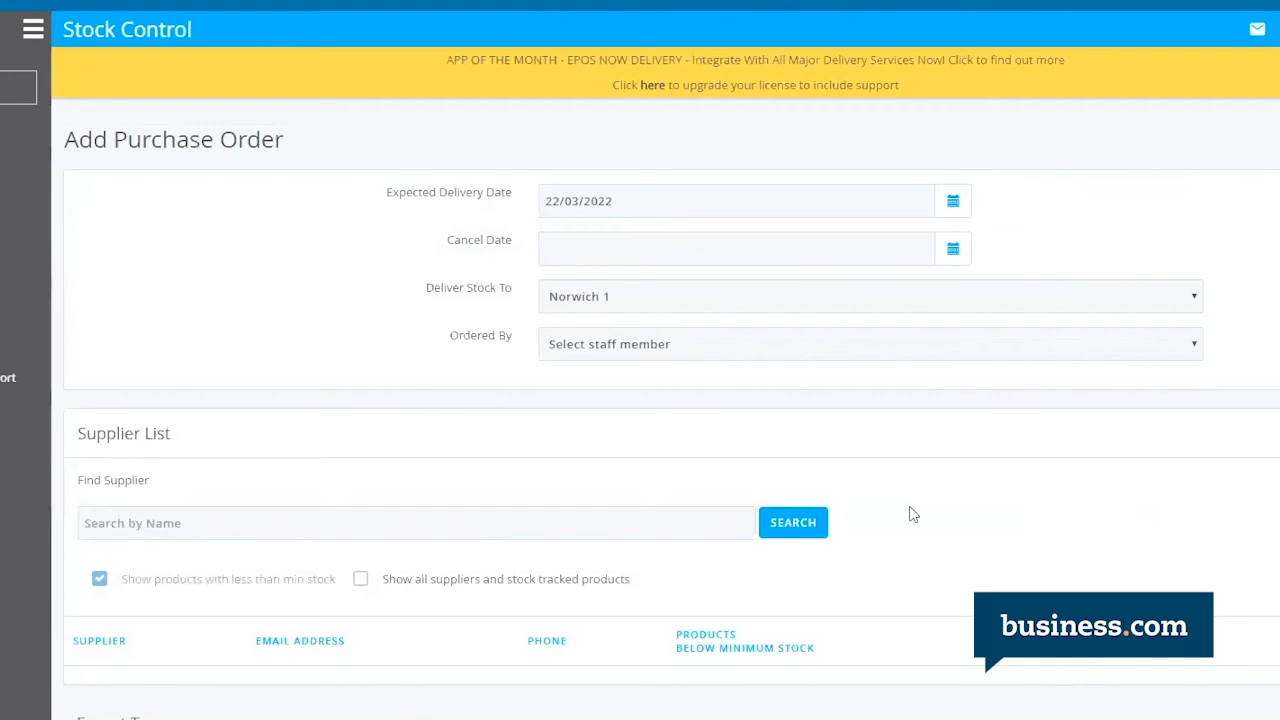 Stock Control
APP OF THE MONTH - EPOS NOW DELIVERY - Integrate With All Major Delivery Services Now! Click to find out more
Click here to upgrade your license to include support
Add Purchase Order
Expected Delivery Date
22/03/2022
Cancel Date
Deliver Stock To
Norwich 1
Ordered By
Select staff member
ort
Supplier List
Find Supplier
Search by Name
SEARCH
Show products with less than min stock
Show all suppliers and stock tracked products
SUPPLIER
EMAIL ADDRESS
PHONE
PRODUCTS
BELOW MINIMUM STOCK
business.com